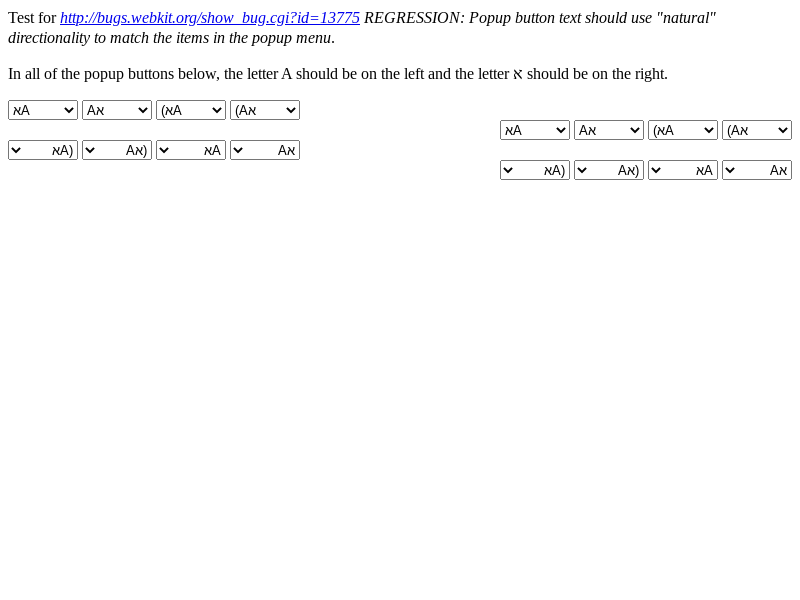 Test for http://bugs.webkit.org/show_bug.cgi?id=13775 REGRESSION: Popup button text should use "natural"
directionality to match the items in the popup menu.
In all of the popup buttons below, the letter A should be on the left and the letter א should be on the right.
אA Aא (אA (Aא
אA Aא (אA (Aא
אA) Aא) אA Aא
אA) Aא) אA Aא